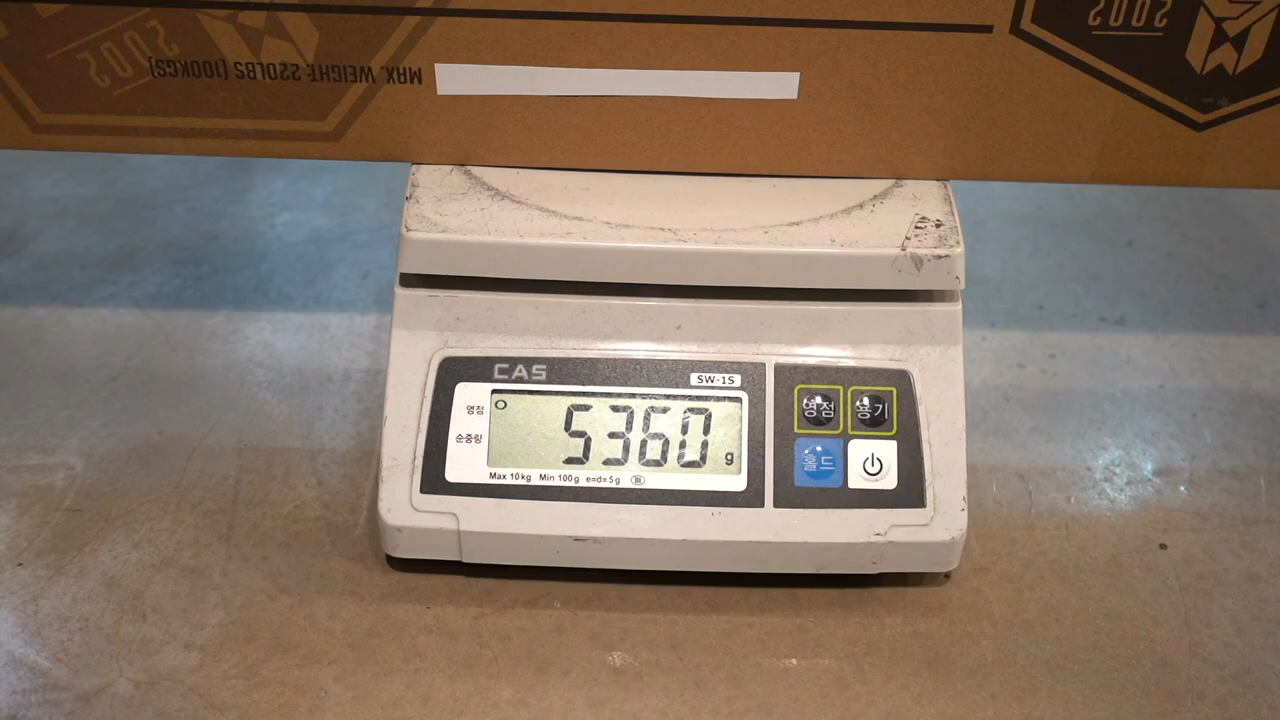 2002
2002
MAX. WEIGHT: 220LBS (100KGS)
CAS
SW-1S
영점
순중량
5360 g
Max 10kg Min 100g e=d=5g III
영점
용기
홀드